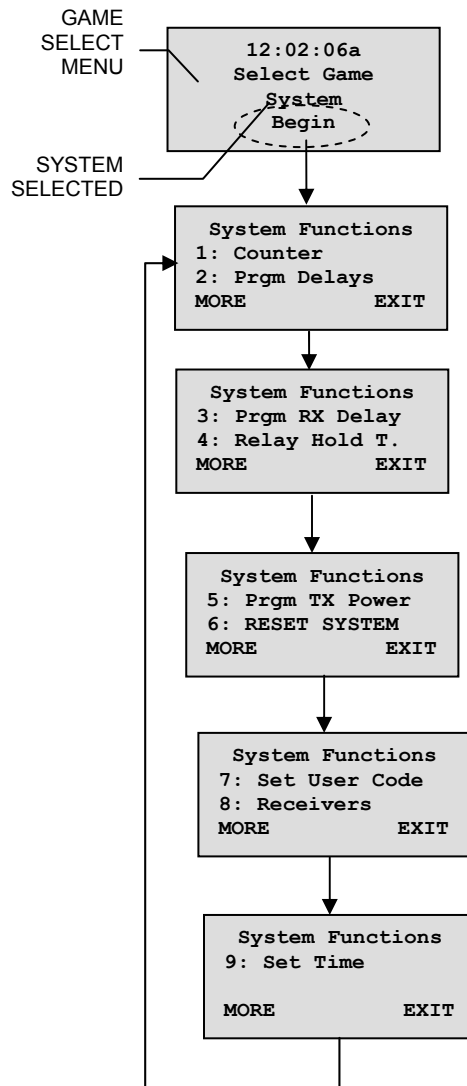 GAME
SELECT
MENU
12:02:06a
Select Game
System
Begin
SYSTEM
SELECTED
System Functions
1: Counter
2: Prgm Delays
MORE EXIT
System Functions
3: Prgm RX Delay
4: Relay Hold T.
MORE EXIT
System Functions
5: Prgm TX Power
6: RESET SYSTEM
MORE EXIT
System Functions
7: Set User Code
8: Receivers
MORE EXIT
System Functions
9: Set Time
MORE EXIT